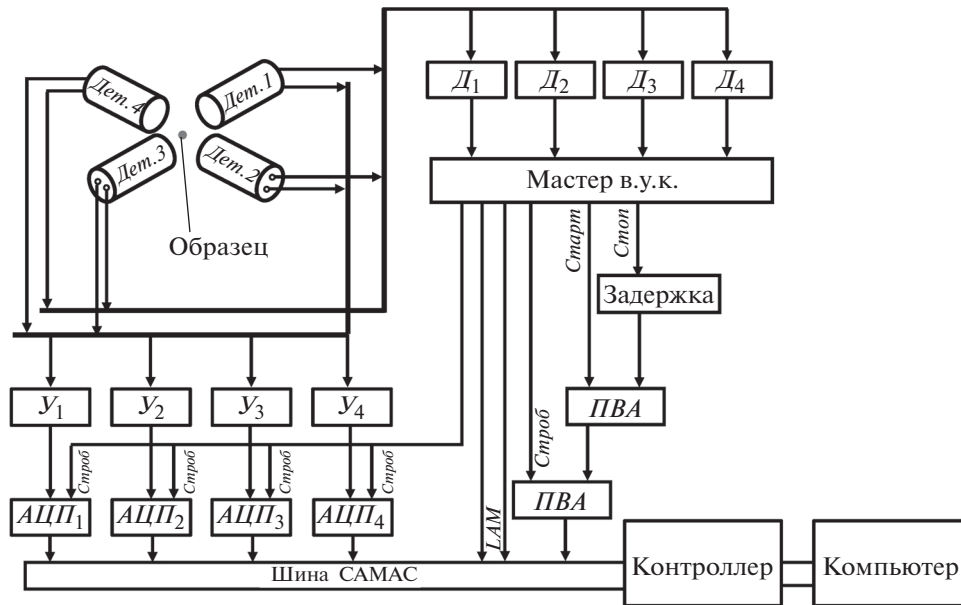 Дет.4
Дет.1
Дет.3
Дет.2
Образец
Д1
Д2
Д3
Д4
Мастер в.у.к.
Старт
Стоп
Задержка
ПВА
Строб
ПВА
У1
У2
У3
У4
Строб
Строб
Строб
Строб
АЦП1
АЦП2
АЦП3
АЦП4
LAM
Шина САМАС
Контроллер
Компьютер